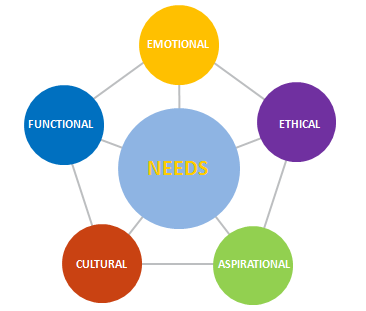 EMOTIONAL
FUNCTIONAL
ETHICAL
NEEDS
CULTURAL
ASPIRATIONAL